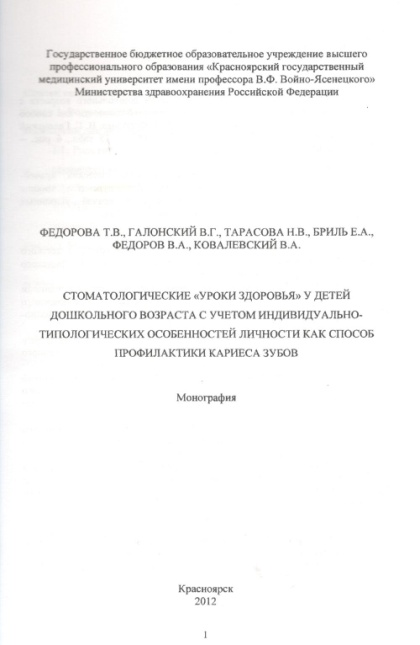 Государственное бюджетное образовательное учреждение высшего
профессионального образования «Красноярский государственный
медицинский университет имени профессора В.Ф. Войно-Ясенецкого»
Министерства здравоохранения Российской Федерации
ФЕДОРОВА Т.В., ГАЛОНСКИЙ В.Г., ТАРАСОВА Н.В., БРИЛЬ Е.А.,
ФЕДОРОВ В.А., КОВАЛЕВСКИЙ В.А.
СТОМАТОЛОГИЧЕСКИЕ «УРОКИ ЗДОРОВЬЯ» У ДЕТЕЙ
ДОШКОЛЬНОГО ВОЗРАСТА С УЧЕТОМ ИНДИВИДУАЛЬНО-
ТИПОЛОГИЧЕСКИХ ОСОБЕННОСТЕЙ ЛИЧНОСТИ КАК СПОСОБ
ПРОФИЛАКТИКИ КАРИЕСА ЗУБОВ
Монография
Красноярск
2012
1